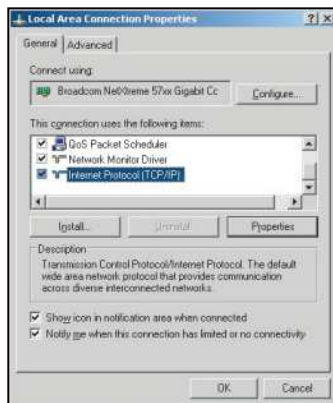 Local Area Connection Properties
General Advanced
Connect using:
Broadcom NetXtreme 57xx Gigabit Cc Configure...
This connection uses the following items:
QoS Packet Scheduler
Network Monitor Driver
Internet Protocol (TCP/IP)
Install... Uninstall Properties
Description
Transmission Control Protocol/Internet Protocol. The default
wide area network protocol that provides communication
across diverse interconnected networks.
Show icon in notification area when connected
Notify me when this connection has limited or no connectivity
OK Cancel